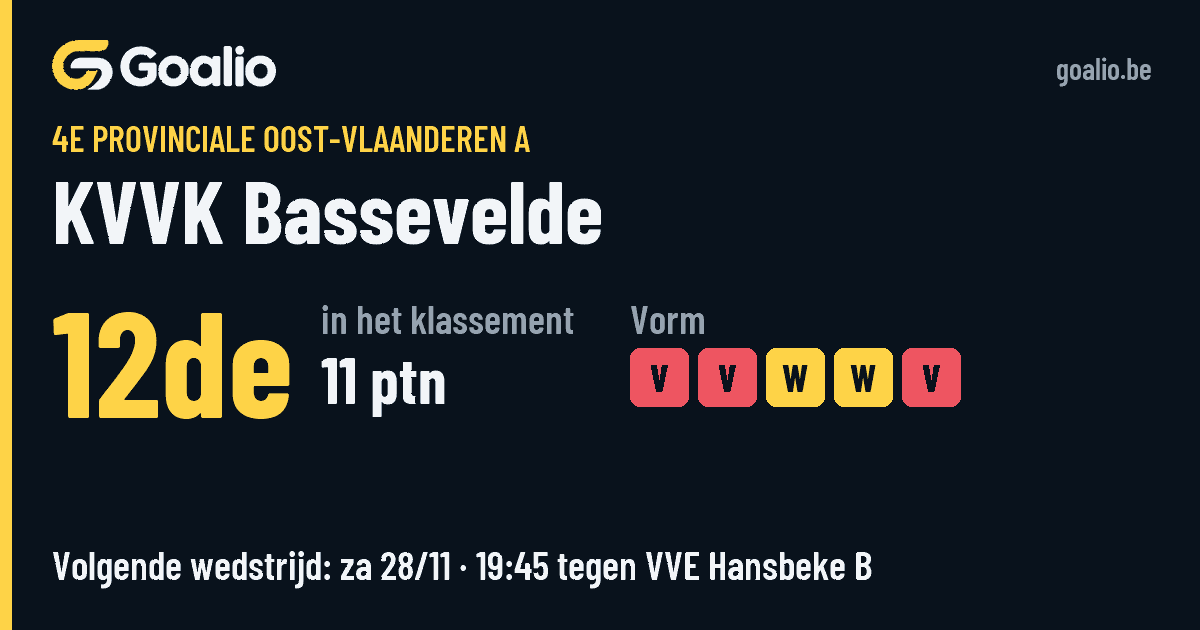 Goalio
goalio.be
4E PROVINCIALE OOST-VLAANDEREN A
KVVK Bassevelde
12de
in het klassement
11 ptn
Vorm
V V W W V
Volgende wedstrijd: za 28/11 · 19:45 tegen VVE Hansbeke B